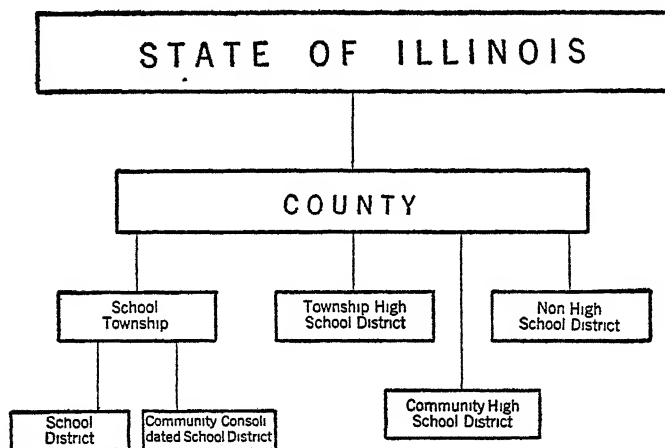 STATE OF ILLINOIS
COUNTY
School
Township
Township High
School District
Non High
School District
Community High
School District
School
District
Community Consoli
dated School District